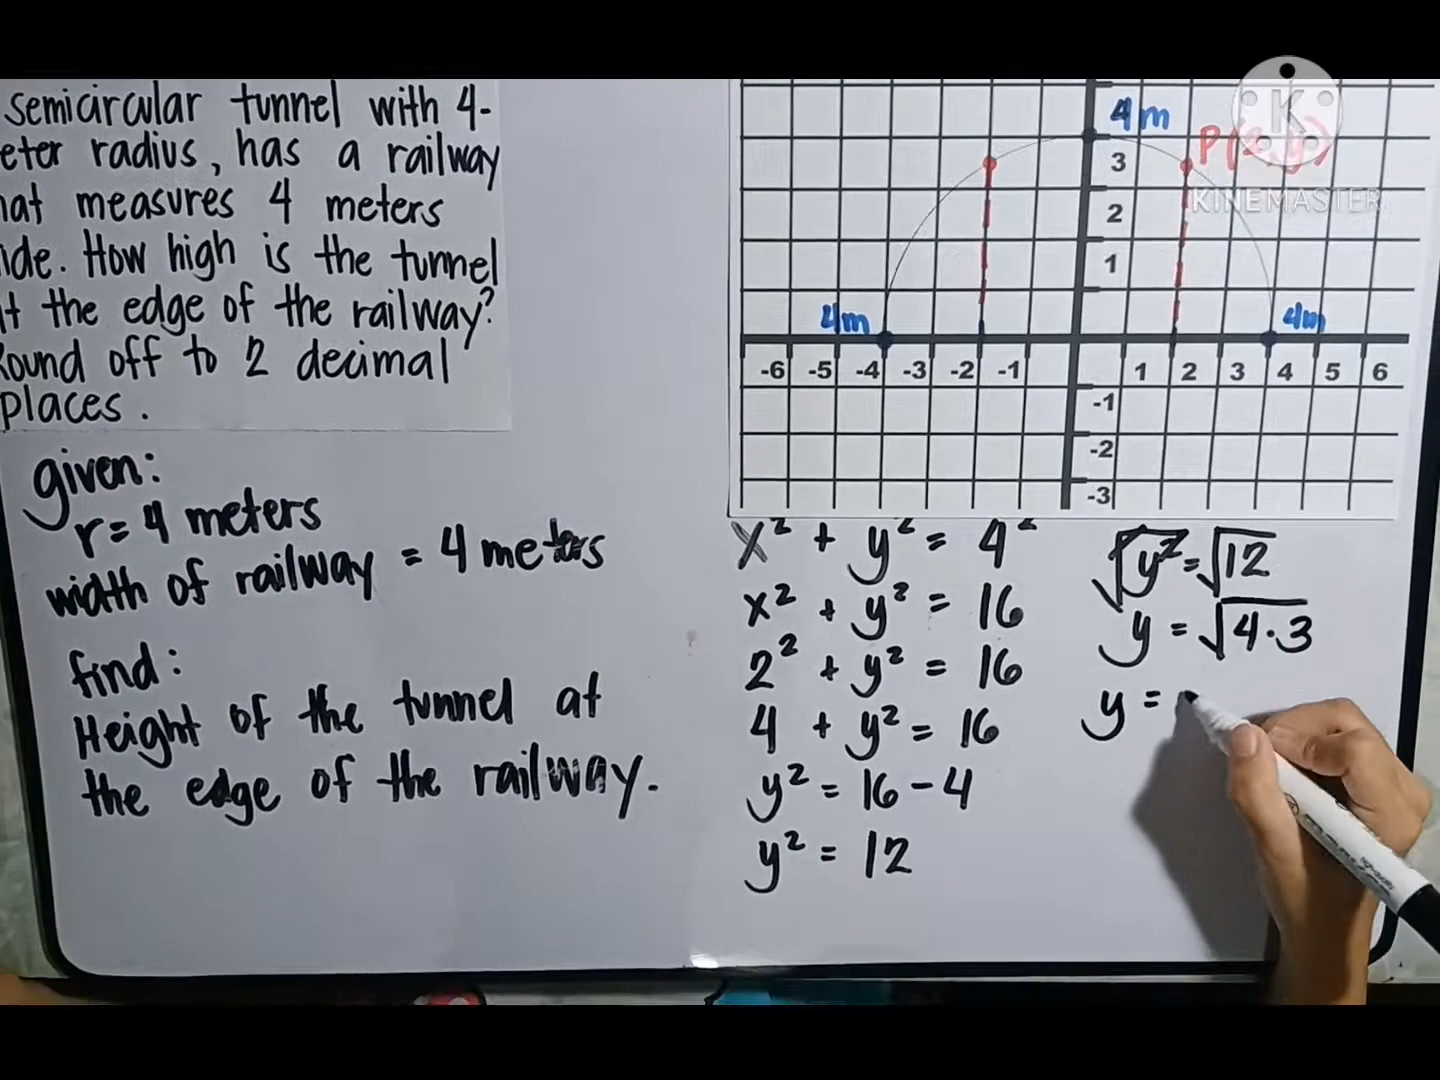 semicircular tunnel with 4-
eter radius, has a railway
hat measures 4 meters
ide. How high is the tunnel
at the edge of the railway?
Round off to 2 decimal
places.
given:
r = 4 meters
width of railway = 4 meters
find:
Height of the tunnel at
the edge of the railway.
4m
K
P(
KINEMASTER
3
2
1
4m
4m
-6 -5 -4 -3 -2 -1 1 2 3 4 5 6
-1
-2
-3
x² + y² = 4²
x² + y² = 16
2² + y² = 16
4 + y² = 16
y² = 16 - 4
y² = 12
√y² = √12
y = √4·3
y =